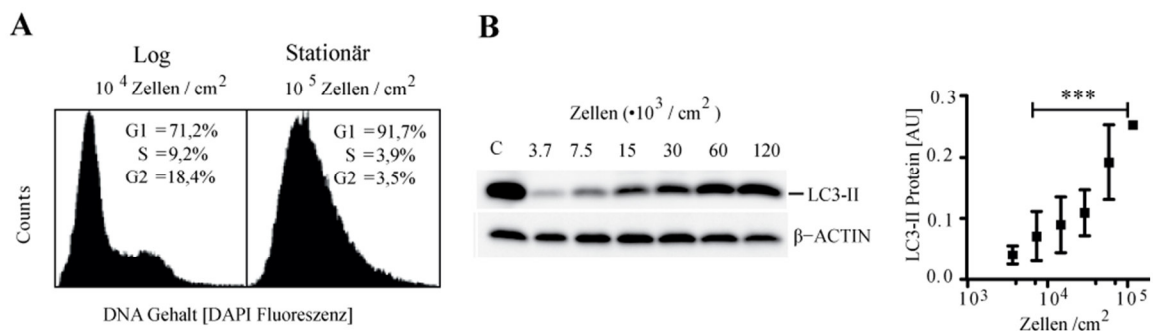 A
Log
10 4 Zellen / cm2
G1 = 71,2%
S = 9,2%
G2 = 18,4%
Stationär
10 5 Zellen / cm2
G1 = 91,7%
S = 3,9%
G2 = 3,5%
Counts
DNA Gehalt [DAPI Fluoreszenz]
B
Zellen (•10 3 / cm2 )
C 3.7 7.5 15 30 60 120
LC3-II
β-ACTIN
***
LC3-II Protein [AU]
0.3
0.2
0.1
0.0
10 3 10 4 10 5
Zellen /cm2